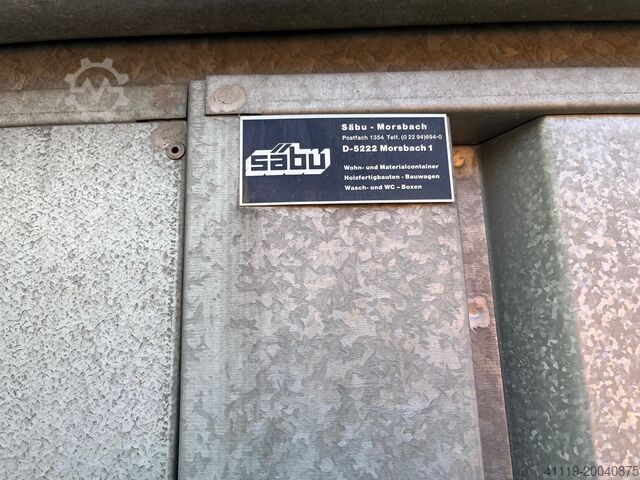 säbu
Säbu - Morsbach
Postfach 1354 Telf. (0 22 94)694-0
D-5222 Morsbach 1
Wohn- und Materialcontainer
Holzfertigbauten - Bauwagen
Wasch- und WC - Boxen
41119-20040875